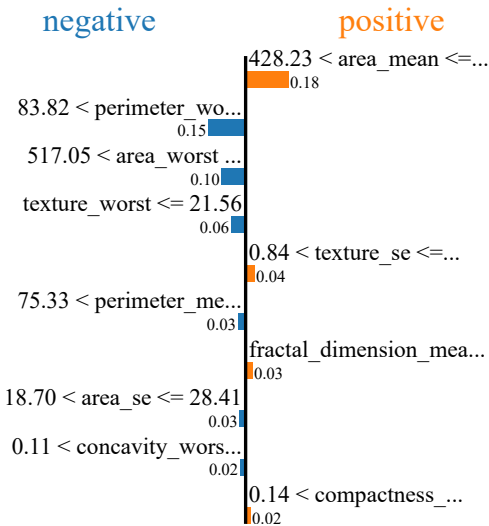 negative positive
428.23 < area_mean <=...
0.18
83.82 < perimeter_wo...
0.15
517.05 < area_worst ...
0.10
texture_worst <= 21.56
0.06
0.84 < texture_se <=...
0.04
75.33 < perimeter_me...
0.03
fractal_dimension_mea...
0.03
18.70 < area_se <= 28.41
0.03
0.11 < concavity_wors...
0.02
0.14 < compactness_...
0.02